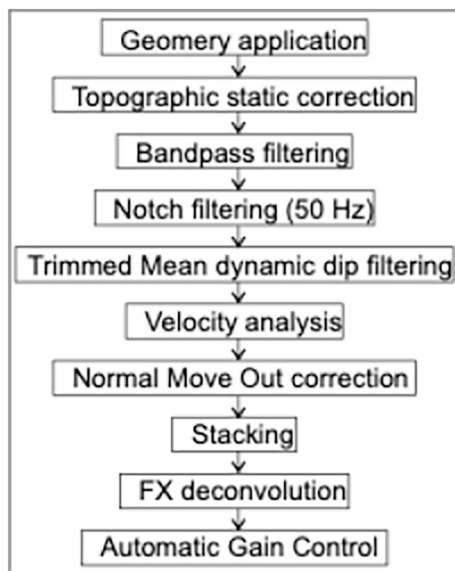 Geomery application
Topographic static correction
Bandpass filtering
Notch filtering (50 Hz)
Trimmed Mean dynamic dip filtering
Velocity analysis
Normal Move Out correction
Stacking
FX deconvolution
Automatic Gain Control